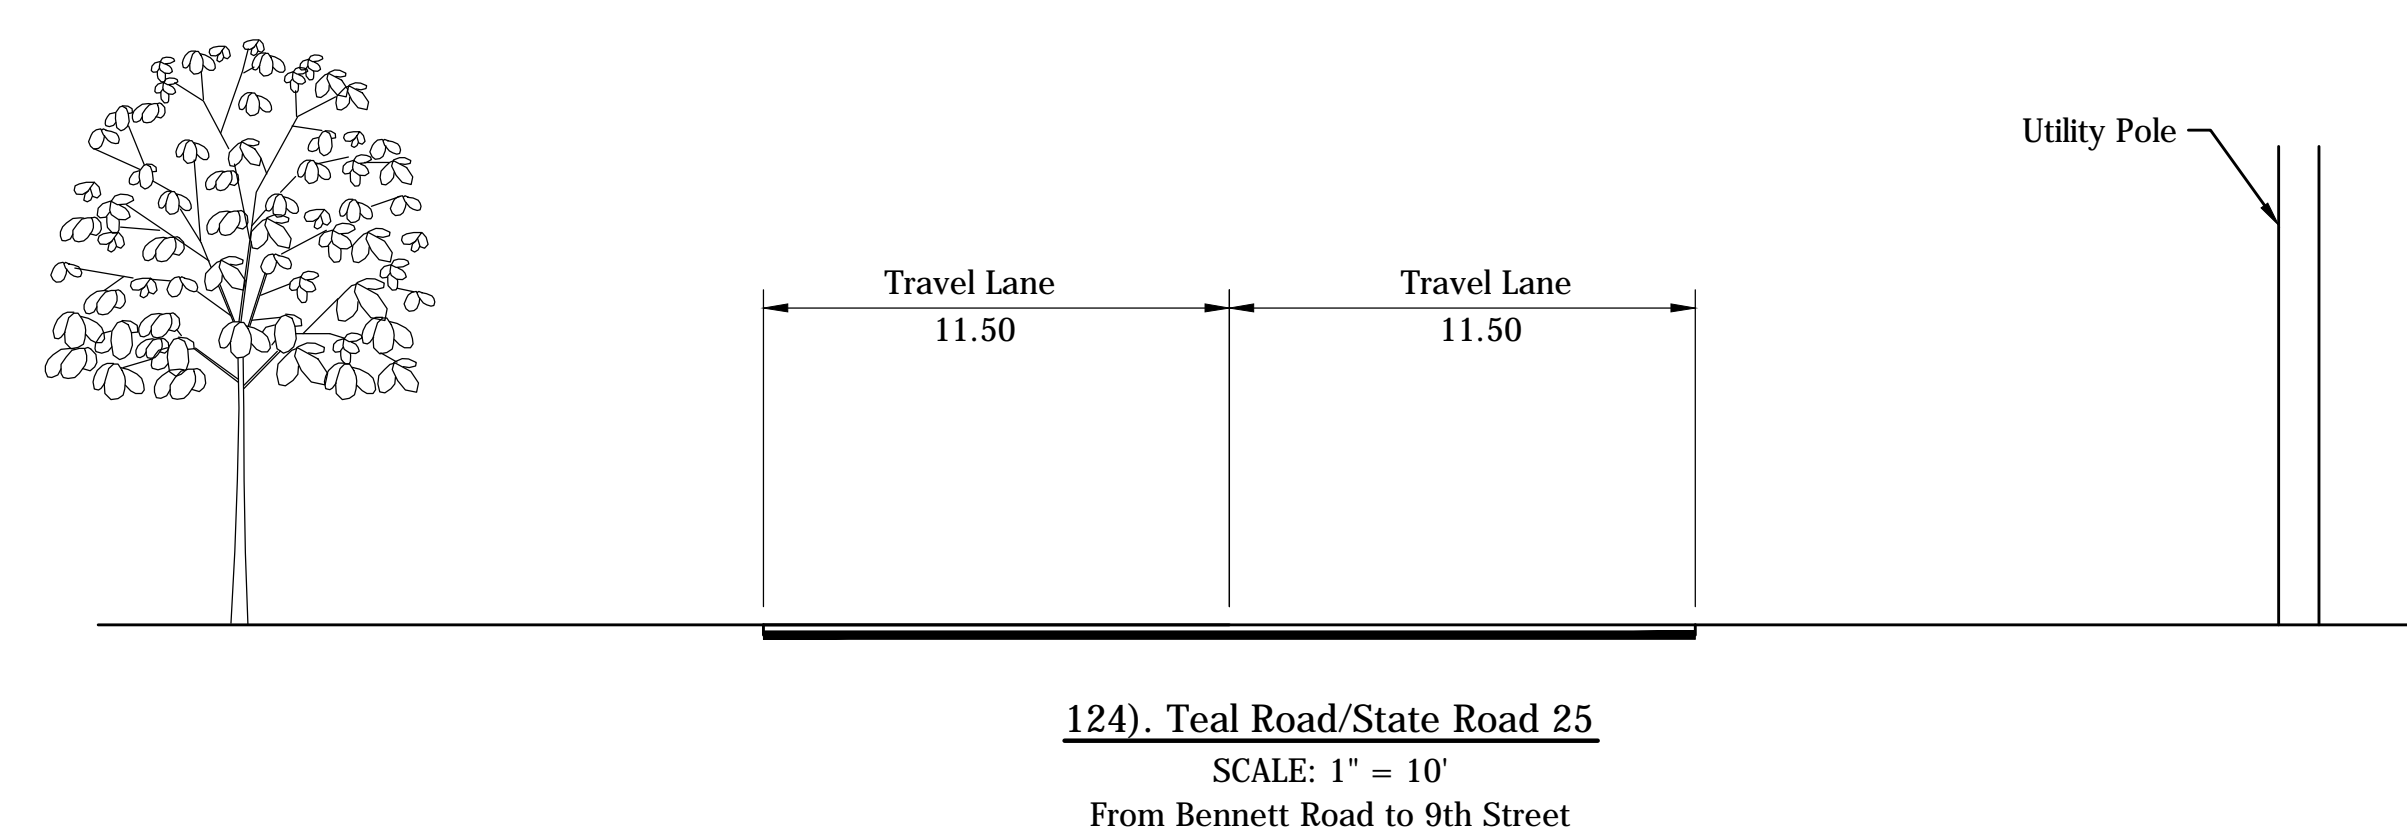 Utility Pole
Travel Lane
Travel Lane
11.50
11.50
124). Teal Road/State Road 25
SCALE: 1" = 10'
From Bennett Road to 9th Street